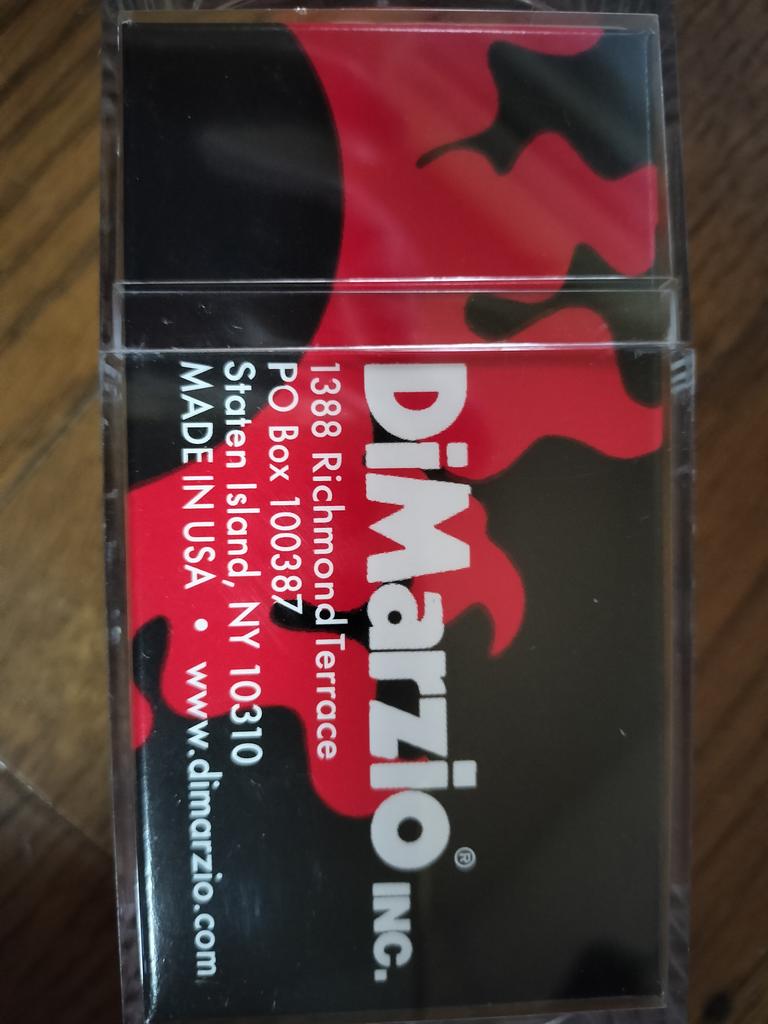 DiMarzio® INC.
1388 Richmond Terrace
PO Box 100387
Staten Island, NY 10310
MADE IN USA • www.dimarzio.com